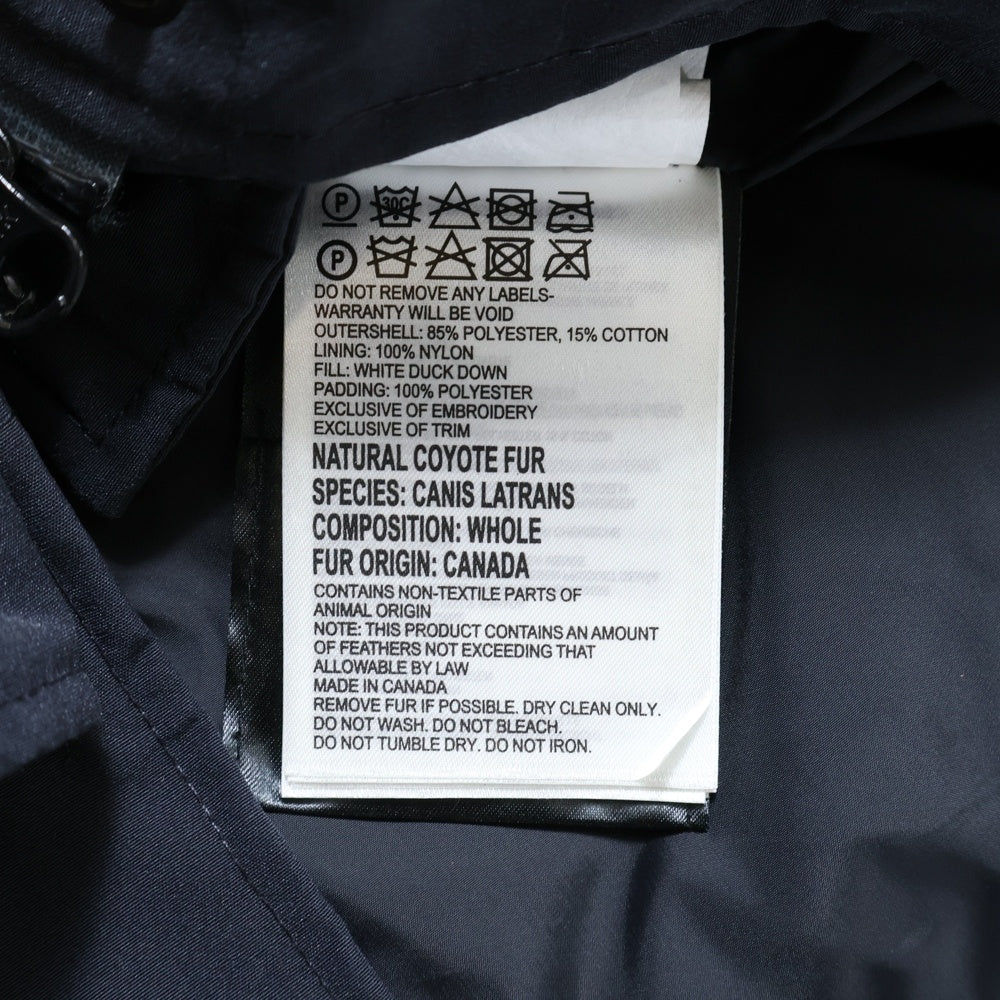 P 30C
P
DO NOT REMOVE ANY LABELS-
WARRANTY WILL BE VOID
OUTERSHELL: 85% POLYESTER, 15% COTTON
LINING: 100% NYLON
FILL: WHITE DUCK DOWN
PADDING: 100% POLYESTER
EXCLUSIVE OF EMBROIDERY
EXCLUSIVE OF TRIM
NATURAL COYOTE FUR
SPECIES: CANIS LATRANS
COMPOSITION: WHOLE
FUR ORIGIN: CANADA
CONTAINS NON-TEXTILE PARTS OF
ANIMAL ORIGIN
NOTE: THIS PRODUCT CONTAINS AN AMOUNT
OF FEATHERS NOT EXCEEDING THAT
ALLOWABLE BY LAW
MADE IN CANADA
REMOVE FUR IF POSSIBLE. DRY CLEAN ONLY.
DO NOT WASH. DO NOT BLEACH.
DO NOT TUMBLE DRY. DO NOT IRON.